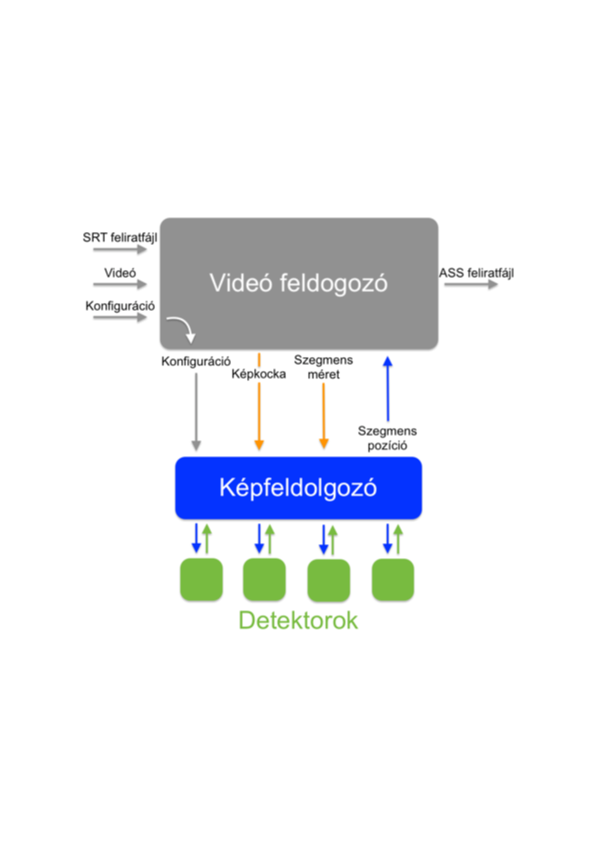 SRT feliratfájl
Videó
Konfiguráció
Videó feldogozó
ASS feliratfájl
Konfiguráció
Képkocka
Szegmens
méret
Szegmens
pozíció
Képfeldolgozó
Detektorok